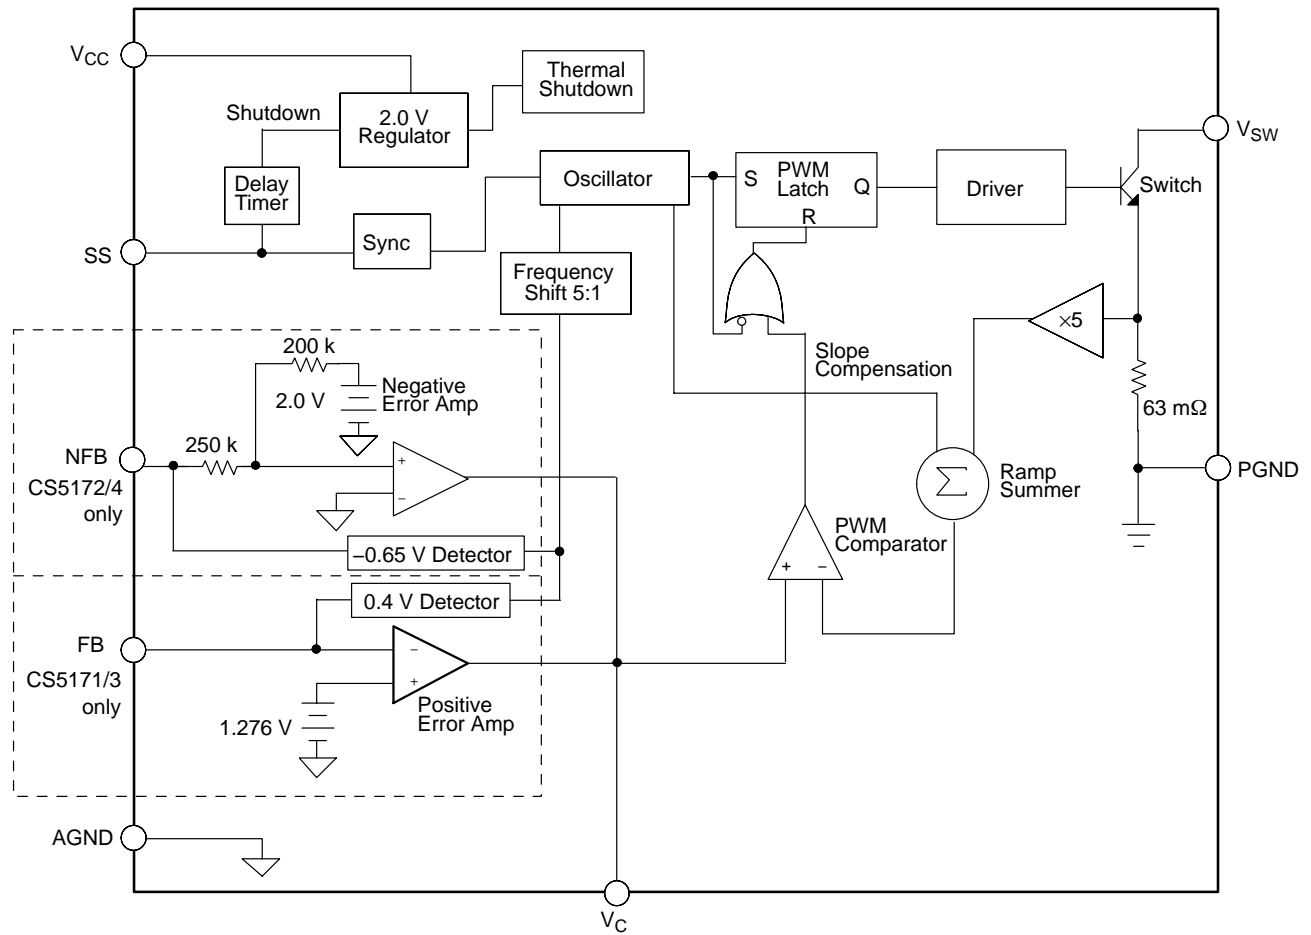 VCC
Thermal
Shutdown
Shutdown
2.0 V
Regulator
VSW
Delay
Timer
Oscillator
S
PWM
Latch
Q
R
Driver
Switch
SS
Sync
Frequency
Shift 5:1
×5
200 k
Slope
Compensation
2.0 V
Negative
Error Amp
63 mΩ
250 k
NFB
CS5172/4
only
+
−
Σ
Ramp
Summer
PGND
PWM
Comparator
−0.65 V Detector
+ −
0.4 V Detector
FB
CS5171/3
only
−
+
Positive
Error Amp
1.276 V
AGND
VC